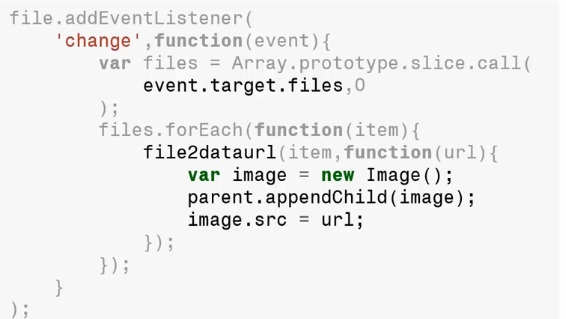 file.addEventListener(
    'change',function(event){
        var files = Array.prototype.slice.call(
            event.target.files,0
        );
        files.forEach(function(item){
            file2dataurl(item,function(url){
                var image = new Image();
                parent.appendChild(image);
                image.src = url;
            });
        });
    }
);